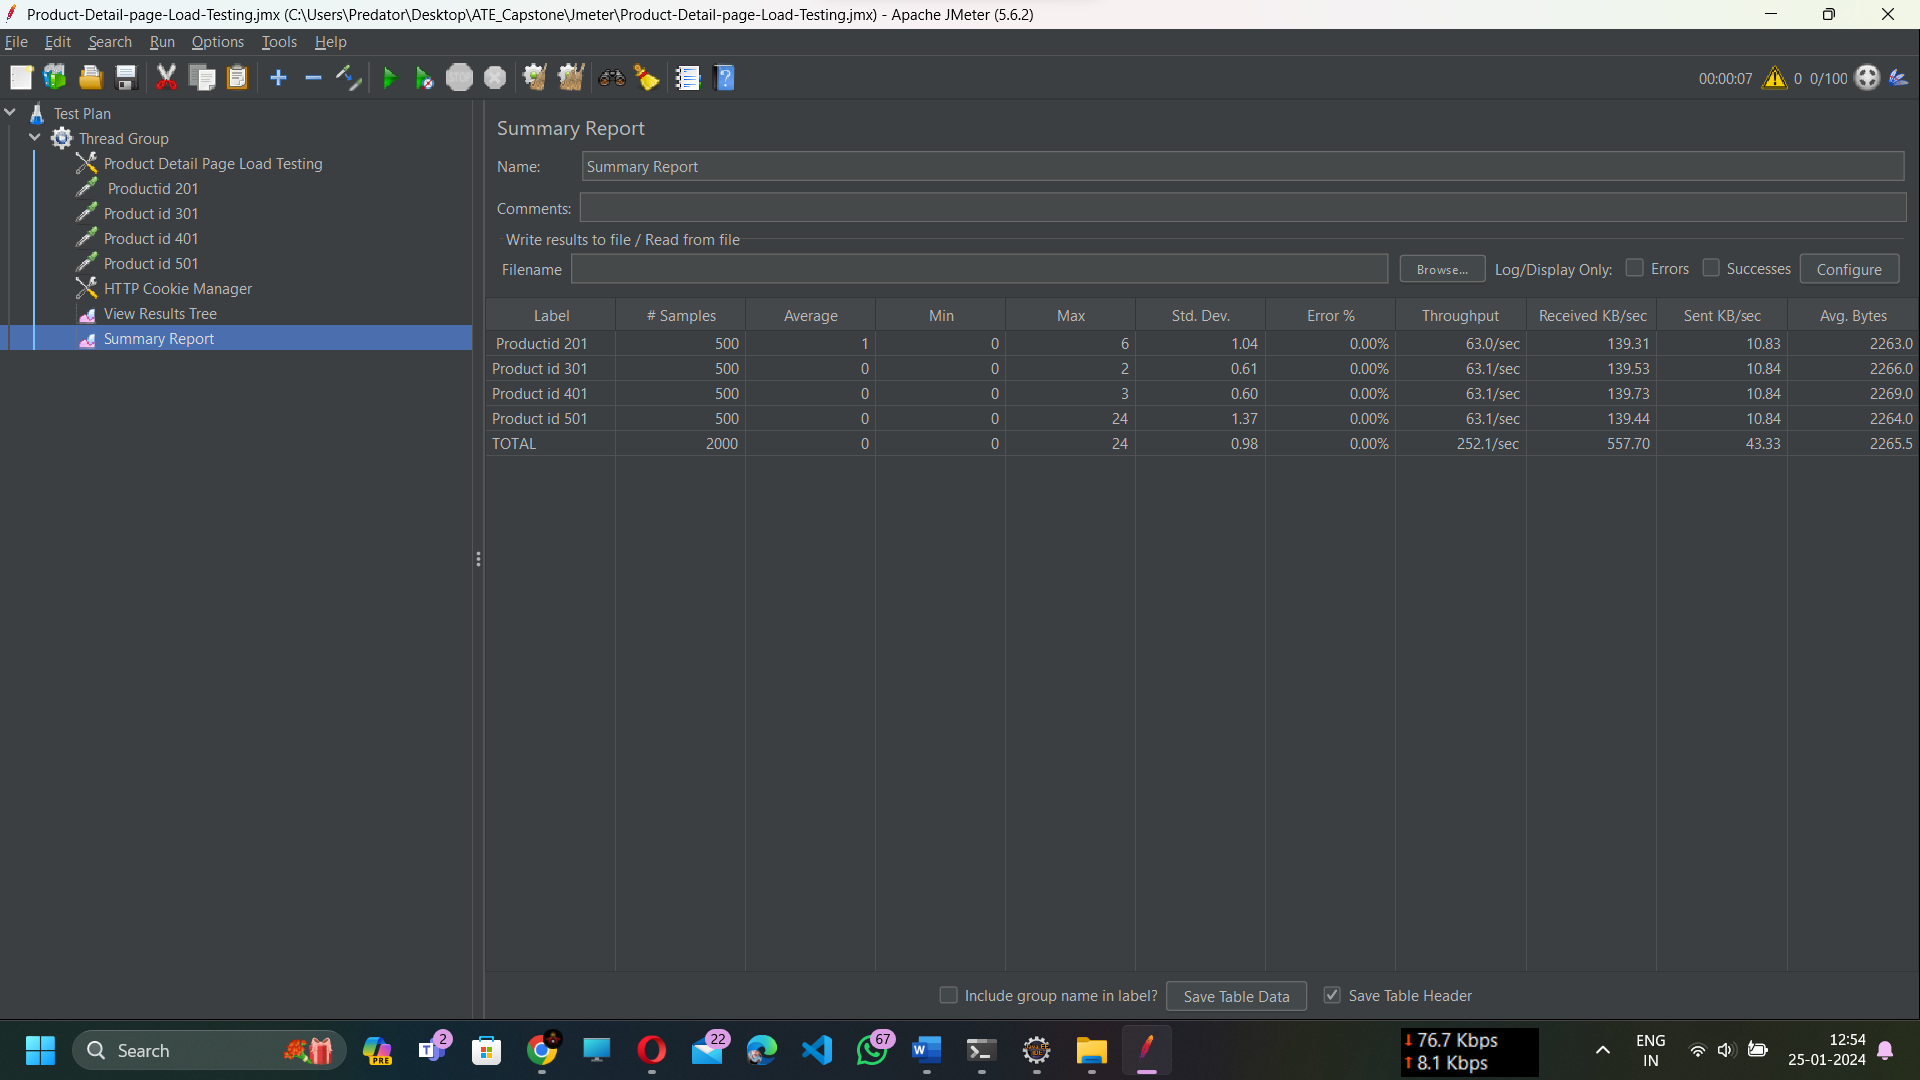 Product-Detail-page-Load-Testing.jmx (C:\Users\Predator\Desktop\ATE_Capstone\Jmeter\Product-Detail-page-Load-Testing.jmx) - Apache JMeter (5.6.2)
File Edit Search Run Options Tools Help
STOP 00:00:07 0 0/100
Test Plan
Thread Group
Product Detail Page Load Testing
Productid 201
Product id 301
Product id 401
Product id 501
HTTP Cookie Manager
View Results Tree
Summary Report
Summary Report
Name: Summary Report
Comments:
Write results to file / Read from file
Filename Browse... Log/Display Only: Errors Successes Configure
Label # Samples Average Min Max Std. Dev. Error % Throughput Received KB/sec Sent KB/sec Avg. Bytes
Productid 201 500 1 0 6 1.04 0.00% 63.0/sec 139.31 10.83 2263.0
Product id 301 500 0 0 2 0.61 0.00% 63.1/sec 139.53 10.84 2266.0
Product id 401 500 0 0 3 0.60 0.00% 63.1/sec 139.73 10.84 2269.0
Product id 501 500 0 0 24 1.37 0.00% 63.1/sec 139.44 10.84 2264.0
TOTAL 2000 0 0 24 0.98 0.00% 252.1/sec 557.70 43.33 2265.5
Include group name in label? Save Table Data Save Table Header
Search PRE 2 22 67 76.7 Kbps ENG 12:54
8.1 Kbps IN 25-01-2024